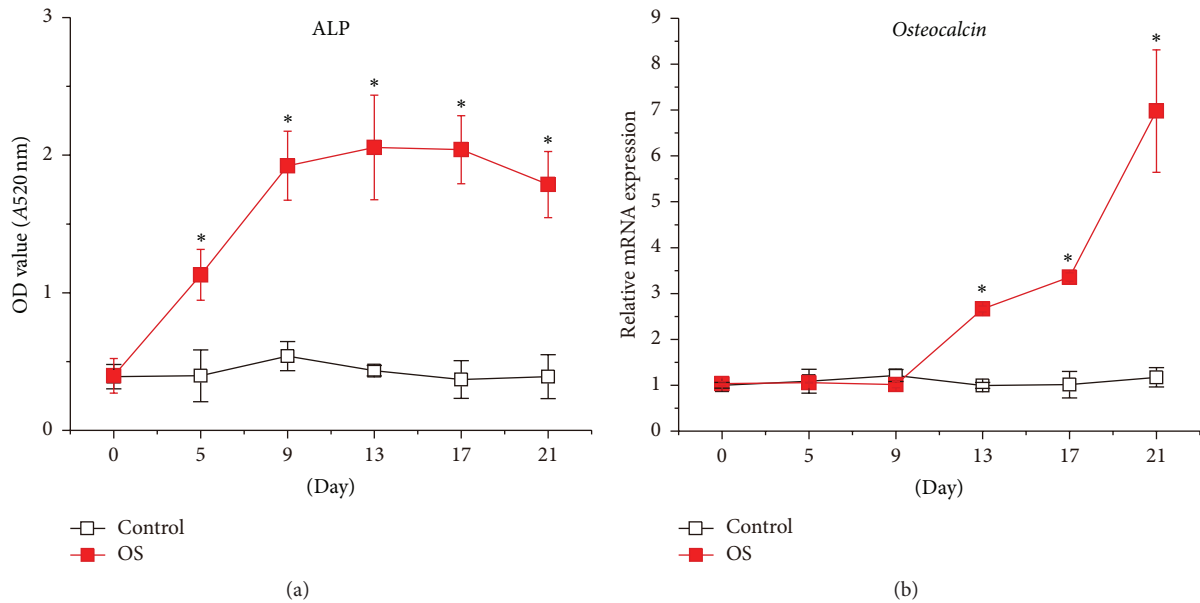 ALP
3
2
1
0
OD value (A520 nm)
*
*
*
*
*
0
5
9
13
17
21
(Day)
Control
OS
(a)
Osteocalcin
9
8
7
6
5
4
3
2
1
0
Relative mRNA expression
*
*
*
0
5
9
13
17
21
(Day)
Control
OS
(b)